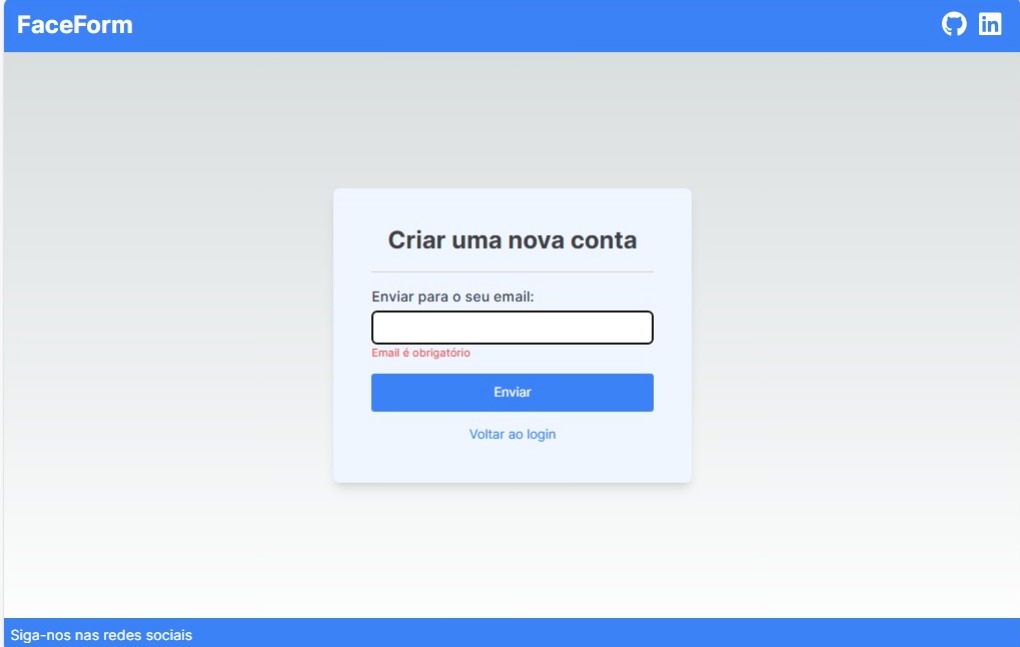 FaceForm
Criar uma nova conta
Enviar para o seu email:
Email é obrigatório
Enviar
Voltar ao login
Siga-nos nas redes sociais